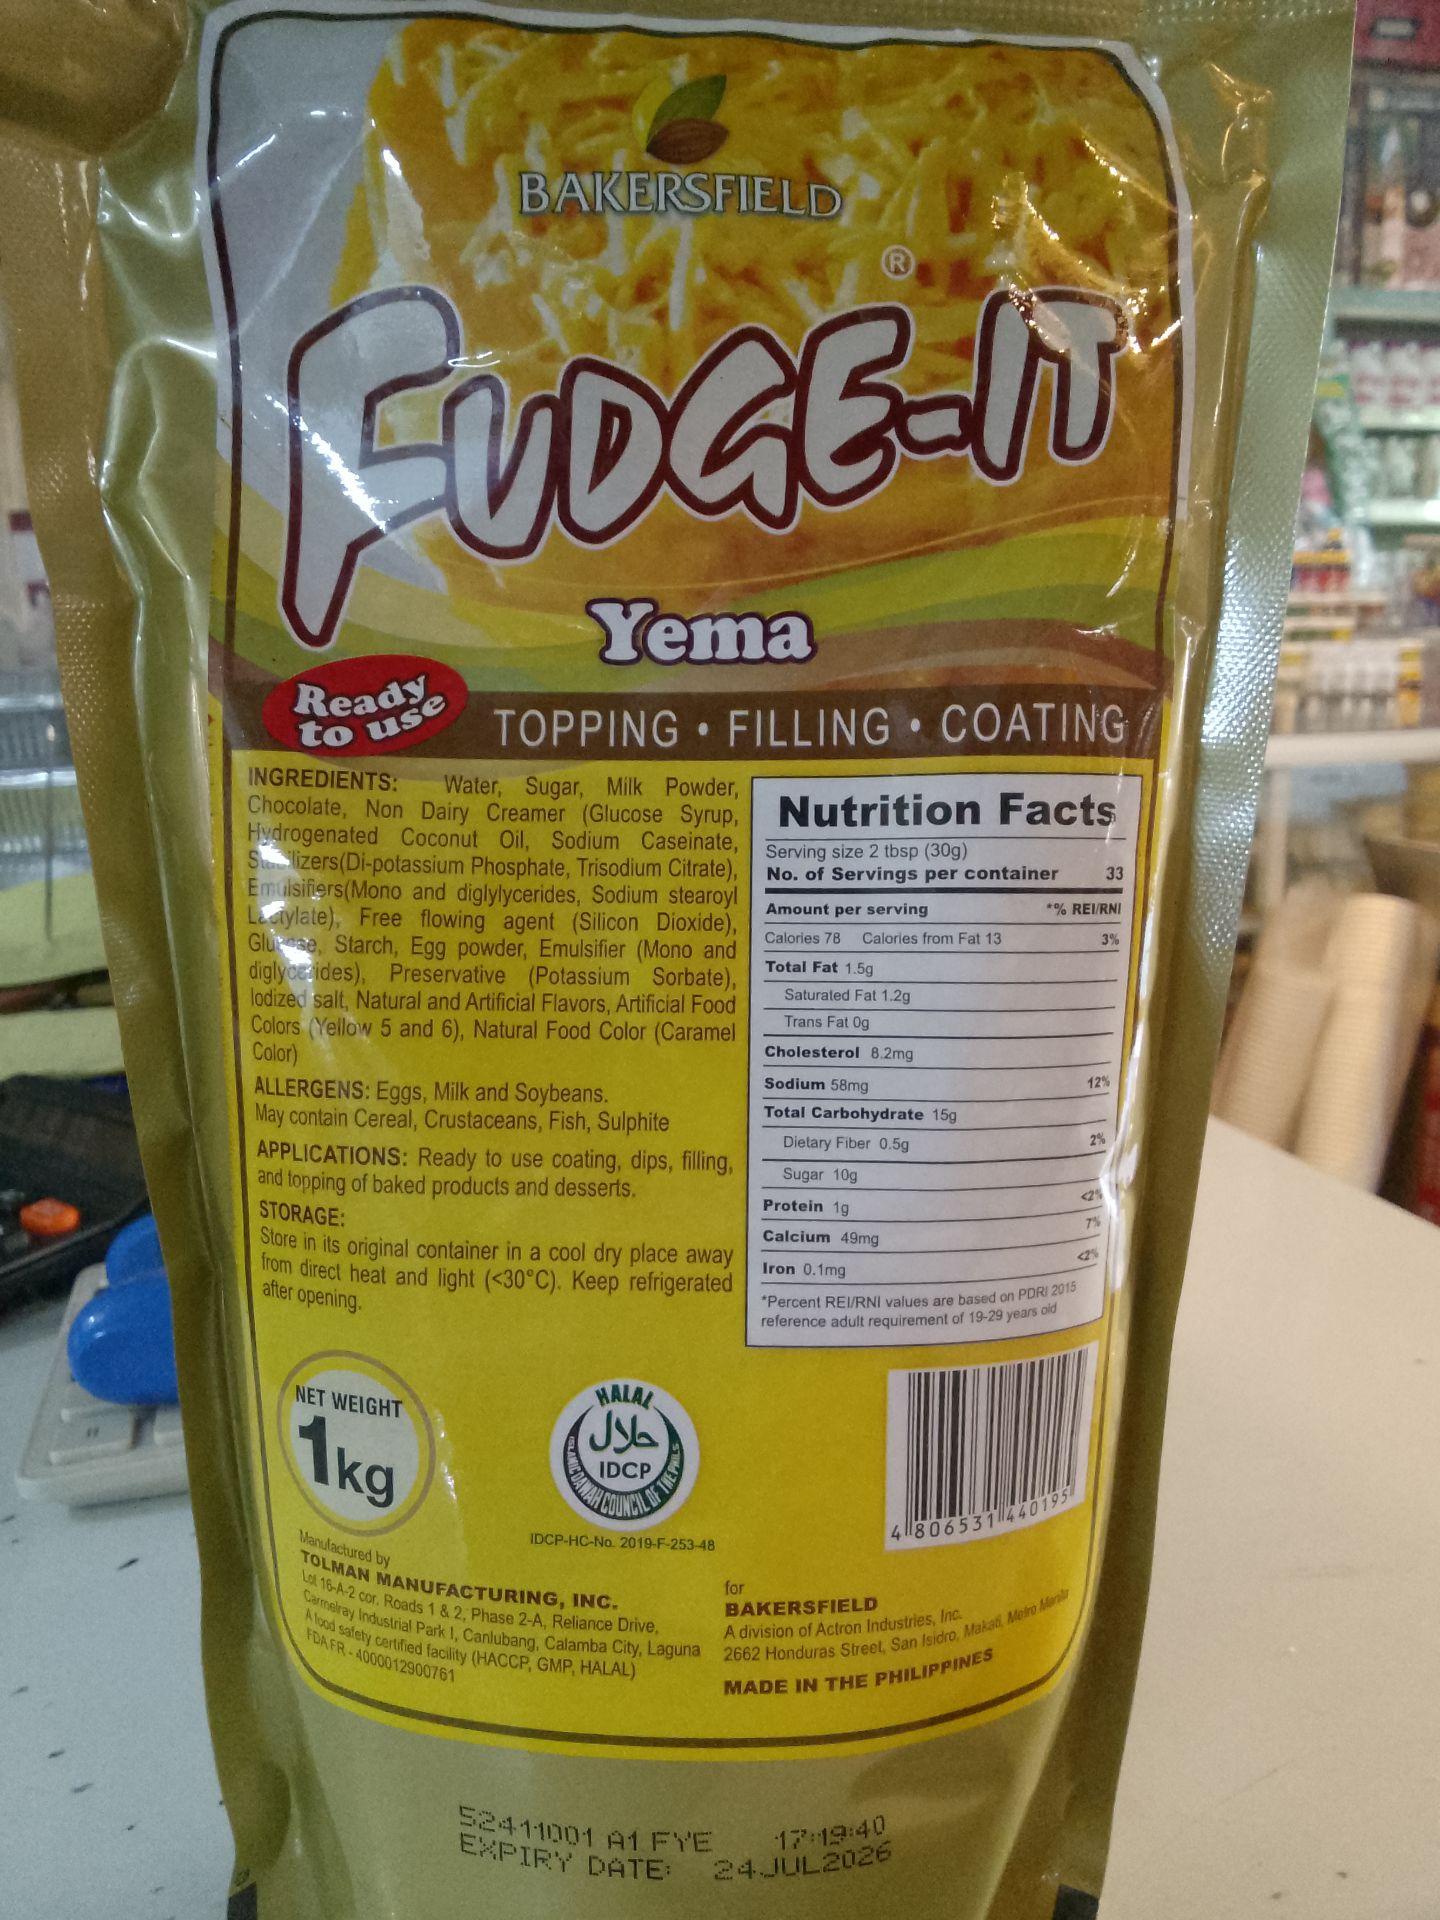 BAKERSFIELD
®
FUDGE-IT
Yema
Ready
to use
TOPPING • FILLING • COATING
INGREDIENTS: Water, Sugar, Milk Powder,
Chocolate, Non Dairy Creamer (Glucose Syrup,
Hydrogenated Coconut Oil, Sodium Caseinate,
Stabilizers(Di-potassium Phosphate, Trisodium Citrate),
Emulsifiers(Mono and diglylycerides, Sodium stearoyl
Lactylate), Free flowing agent (Silicon Dioxide),
Glucose, Starch, Egg powder, Emulsifier (Mono and
diglycerides), Preservative (Potassium Sorbate),
Iodized salt, Natural and Artificial Flavors, Artificial Food
Colors (Yellow 5 and 6), Natural Food Color (Caramel
Color)
ALLERGENS: Eggs, Milk and Soybeans.
May contain Cereal, Crustaceans, Fish, Sulphite
APPLICATIONS: Ready to use coating, dips, filling,
and topping of baked products and desserts.
STORAGE:
Store in its original container in a cool dry place away
from direct heat and light (<30°C). Keep refrigerated
after opening.
Nutrition Facts
Serving size 2 tbsp (30g)
No. of Servings per container 33
Amount per serving *% REI/RNI
Calories 78 Calories from Fat 13 3%
Total Fat 1.5g
Saturated Fat 1.2g
Trans Fat 0g
Cholesterol 8.2mg
Sodium 58mg 12%
Total Carbohydrate 15g
Dietary Fiber 0.5g 2%
Sugar 10g
Protein 1g <2%
Calcium 49mg 7%
Iron 0.1mg <2%
*Percent REI/RNI values are based on PDRI 2015
reference adult requirement of 19-29 years old
NET WEIGHT
1kg
HALAL
حلال
IDCP
ISLAMIC DA'WAH COUNCIL OF THE PHILS
IDCP-HC-No. 2019-F-253-48
4 806531 440195
Manufactured by
TOLMAN MANUFACTURING, INC.
Lot 16-A-2 cor. Roads 1 & 2, Phase 2-A, Reliance Drive,
Carmelray Industrial Park I, Canlubang, Calamba City, Laguna
A food safety certified facility (HACCP, GMP, HALAL)
FDA FR - 4000012900761
for
BAKERSFIELD
A division of Actron Industries, Inc.
2662 Honduras Street, San Isidro, Makati, Metro Manila
MADE IN THE PHILIPPINES
52411001 A1 FYE 17:19:40
EXPIRY DATE: 24JUL2026